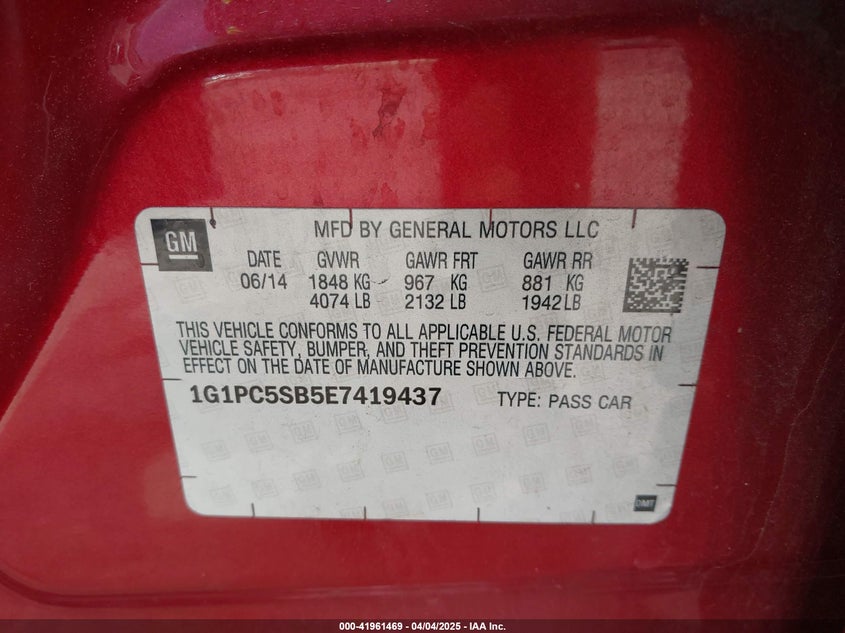 GM
MFD BY GENERAL MOTORS LLC
DATE GVWR GAWR FRT GAWR RR
06/14 1848 KG 967 KG 881 KG
4074 LB 2132 LB 1942 LB
THIS VEHICLE CONFORMS TO ALL APPLICABLE U.S. FEDERAL MOTOR
VEHICLE SAFETY, BUMPER, AND THEFT PREVENTION STANDARDS IN
EFFECT ON THE DATE OF MANUFACTURE SHOWN ABOVE.
1G1PC5SB5E7419437 TYPE: PASS CAR
DMT
000-41961469 - 04/04/2025 - IAA Inc.